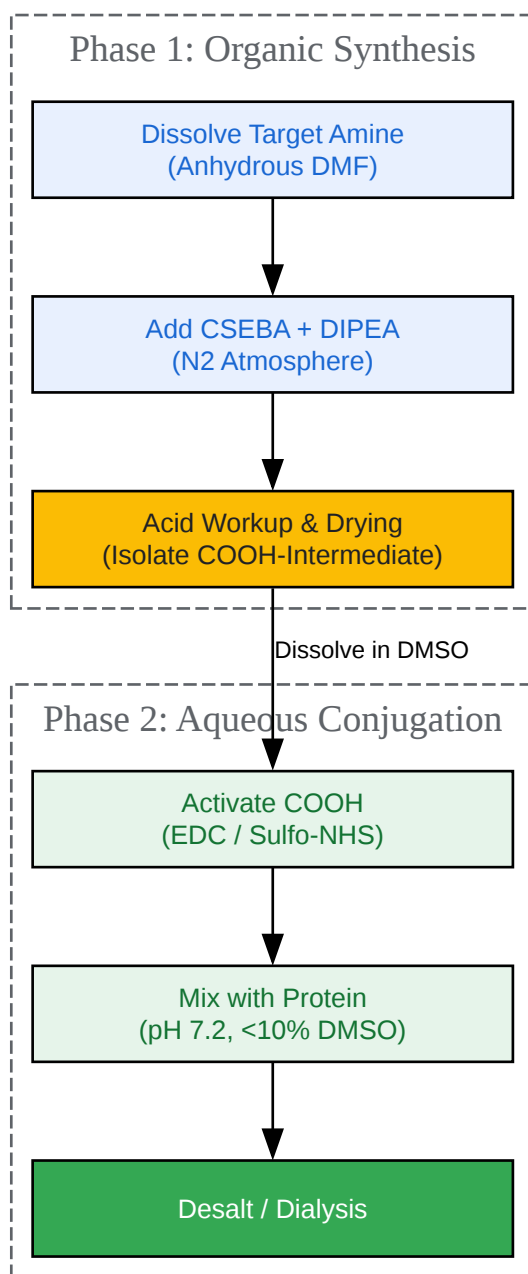 Phase 1: Organic Synthesis
Dissolve Target Amine
(Anhydrous DMF)
Add CSEBA + DIPEA
(N2 Atmosphere)
Acid Workup & Drying
(Isolate COOH-Intermediate)
Dissolve in DMSO
Phase 2: Aqueous Conjugation
Activate COOH
(EDC / Sulfo-NHS)
Mix with Protein
(pH 7.2, <10% DMSO)
Desalt / Dialysis